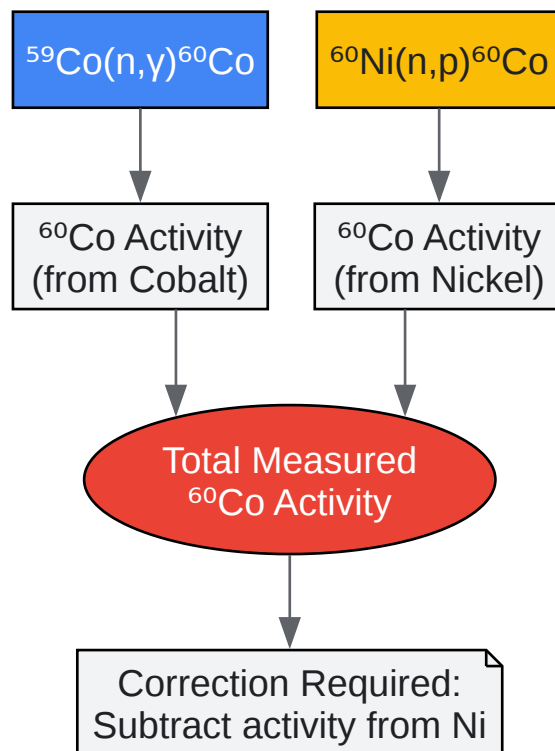 ⁵⁹Co(n,γ)⁶⁰Co
⁶⁰Ni(n,p)⁶⁰Co
⁶⁰Co Activity
(from Cobalt)
⁶⁰Co Activity
(from Nickel)
Total Measured
⁶⁰Co Activity
Correction Required:
Subtract activity from Ni